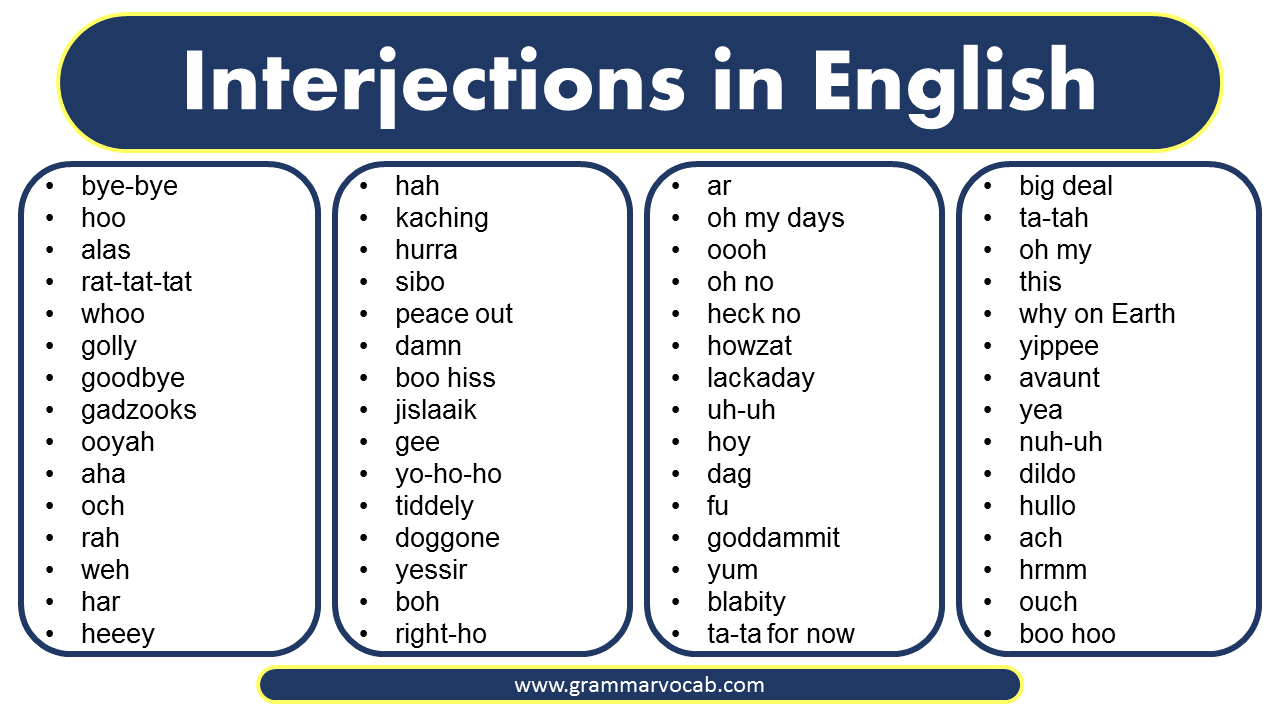 Interjections in English
• bye-bye
• hoo
• alas
• rat-tat-tat
• whoo
• golly
• goodbye
• gadzooks
• ooyah
• aha
• och
• rah
• weh
• har
• heeey
• hah
• kaching
• hurra
• sibo
• peace out
• damn
• boo hiss
• jislaaik
• gee
• yo-ho-ho
• tiddely
• doggone
• yessir
• boh
• right-ho
• ar
• oh my days
• oooh
• oh no
• heck no
• howzat
• lackaday
• uh-uh
• hoy
• dag
• fu
• goddammit
• yum
• blabity
• ta-ta for now
• big deal
• ta-tah
• oh my
• this
• why on Earth
• yippee
• avaunt
• yea
• nuh-uh
• dildo
• hullo
• ach
• hrmm
• ouch
• boo hoo
www.grammarvocab.com